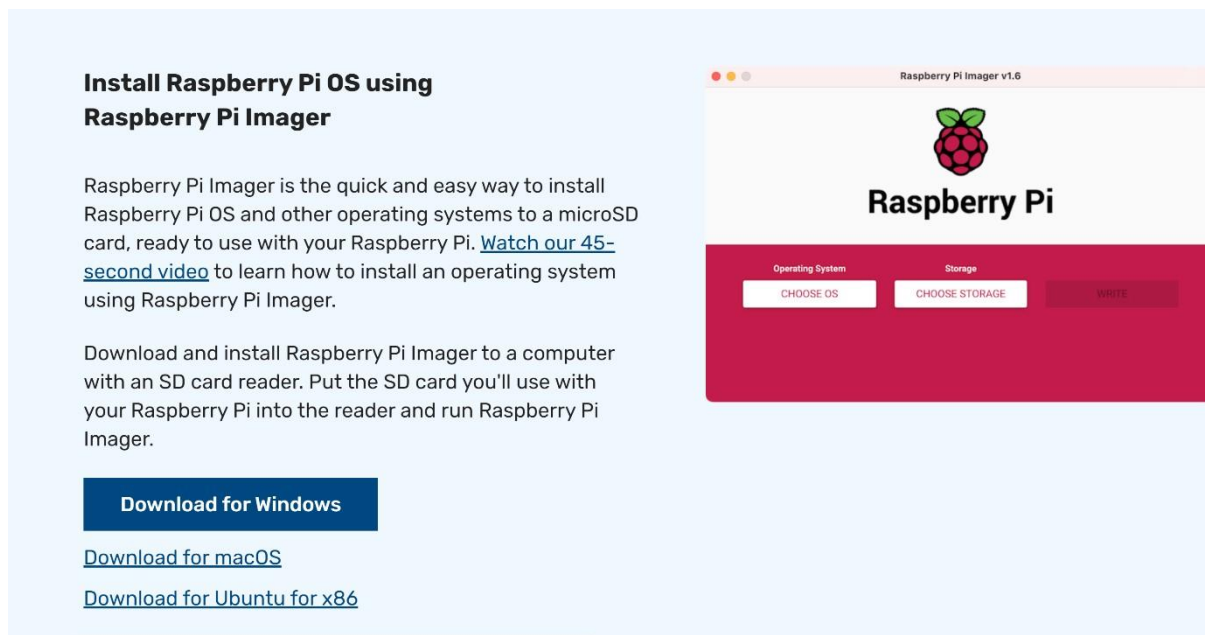 Install Raspberry Pi OS using
Raspberry Pi Imager
Raspberry Pi Imager is the quick and easy way to install
Raspberry Pi OS and other operating systems to a microSD
card, ready to use with your Raspberry Pi. Watch our 45-
second video to learn how to install an operating system
using Raspberry Pi Imager.
Download and install Raspberry Pi Imager to a computer
with an SD card reader. Put the SD card you'll use with
your Raspberry Pi into the reader and run Raspberry Pi
Imager.
Download for Windows
Download for macOS
Download for Ubuntu for x86
Raspberry Pi Imager v1.6
Raspberry Pi
Operating System Storage
CHOOSE OS CHOOSE STORAGE WRITE